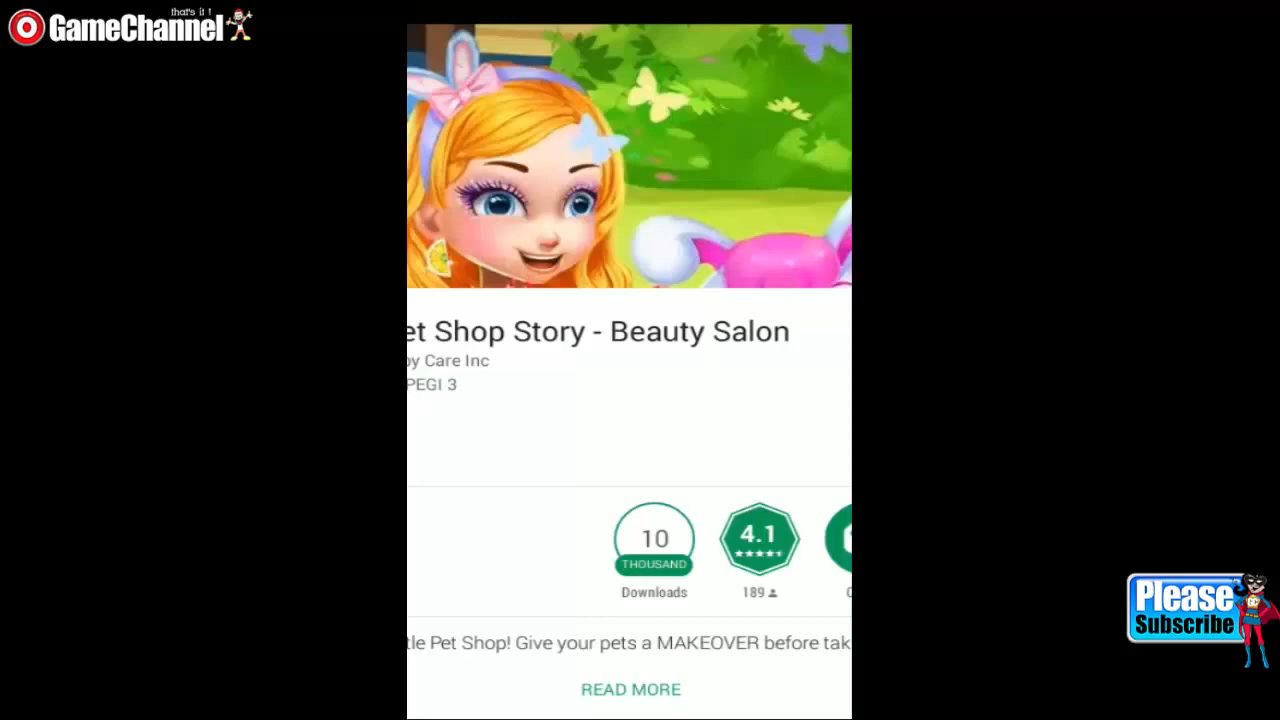 that's it !
GameChannel
et Shop Story - Beauty Salon
by Care Inc
PEGI 3
10
THOUSAND
Downloads
4.1
189
tle Pet Shop! Give your pets a MAKEOVER before tak
READ MORE
Please
Subscribe